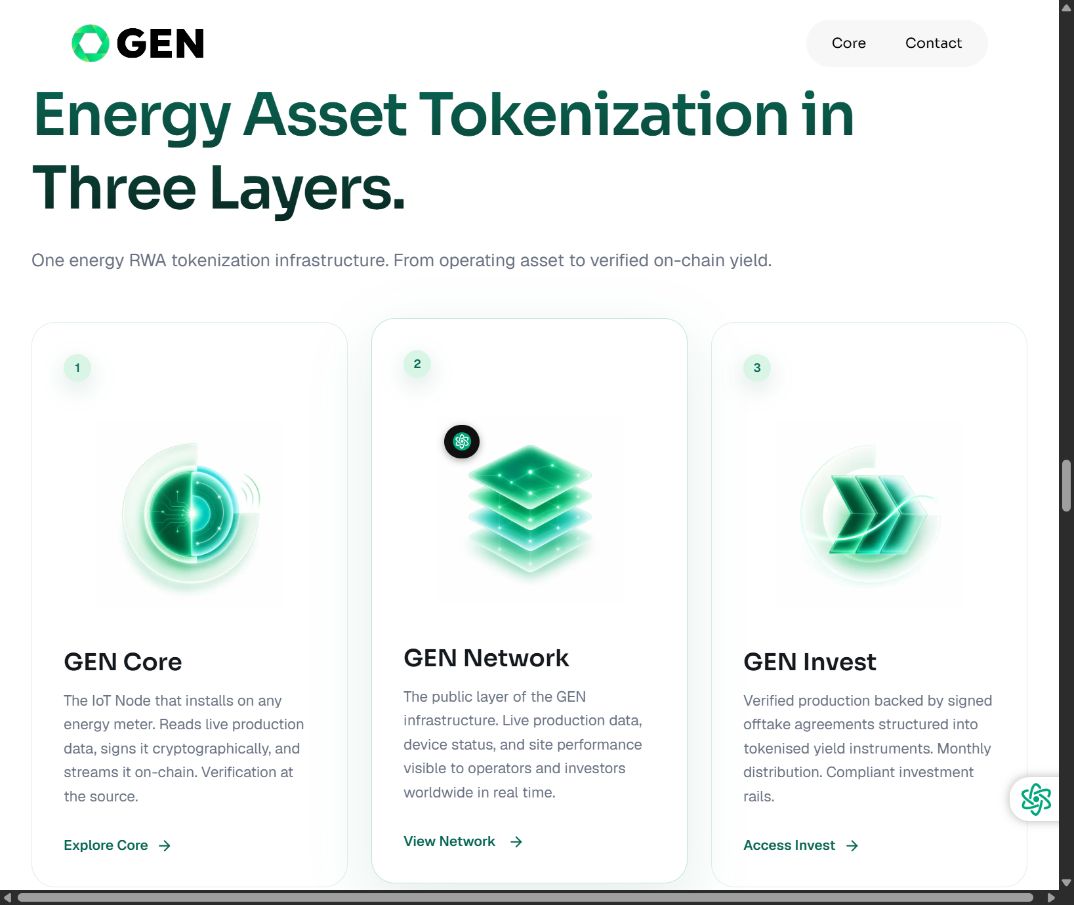 GEN
Core
Contact
Energy Asset Tokenization in
Three Layers.
One energy RWA tokenization infrastructure. From operating asset to verified on-chain yield.
1
GEN Core
The IoT Node that installs on any
energy meter. Reads live production
data, signs it cryptographically, and
streams it on-chain. Verification at
the source.
Explore Core →
2
GEN Network
The public layer of the GEN
infrastructure. Live production data,
device status, and site performance
visible to operators and investors
worldwide in real time.
View Network →
3
GEN Invest
Verified production backed by signed
offtake agreements structured into
tokenised yield instruments. Monthly
distribution. Compliant investment
rails.
Access Invest →